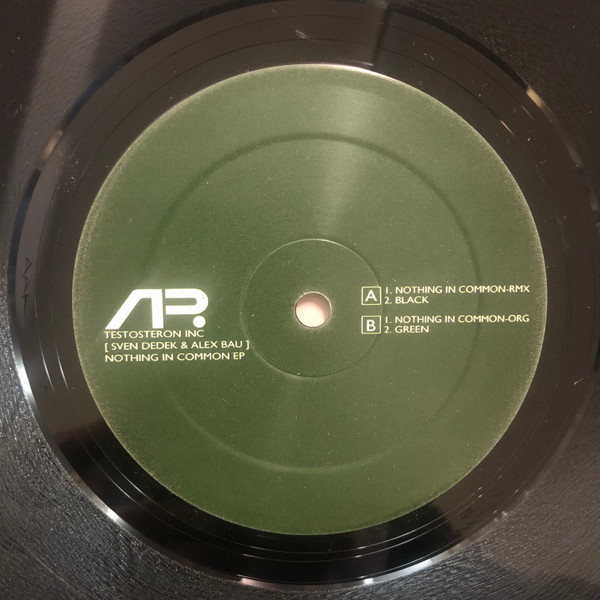 AP.
TESTOSTERON INC
[ SVEN DEDEK & ALEX BAU ]
NOTHING IN COMMON EP
A 1. NOTHING IN COMMON-RMX
2. BLACK
B 1. NOTHING IN COMMON-ORG
2. GREEN